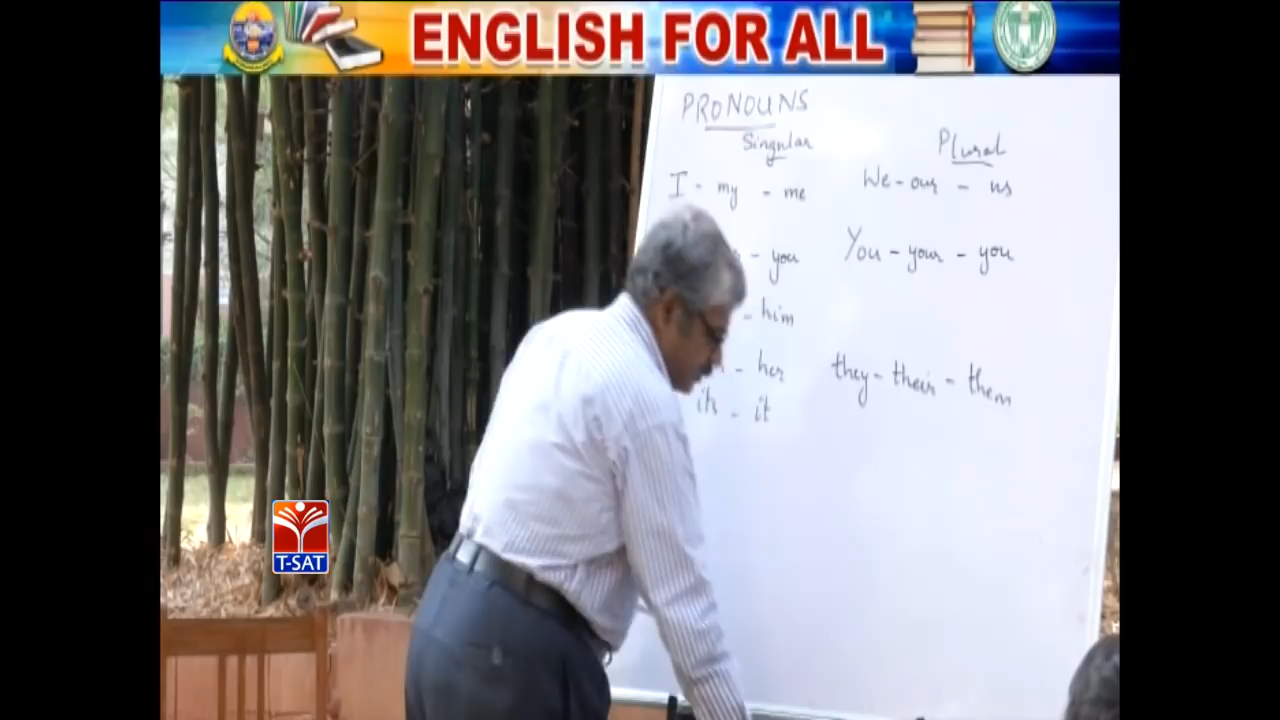 ENGLISH FOR ALL
PRONOUNS
Singular Plural
I - my - me We - our - us
- you You - your - you
- him
- her they - their - them
its - it
T-SAT